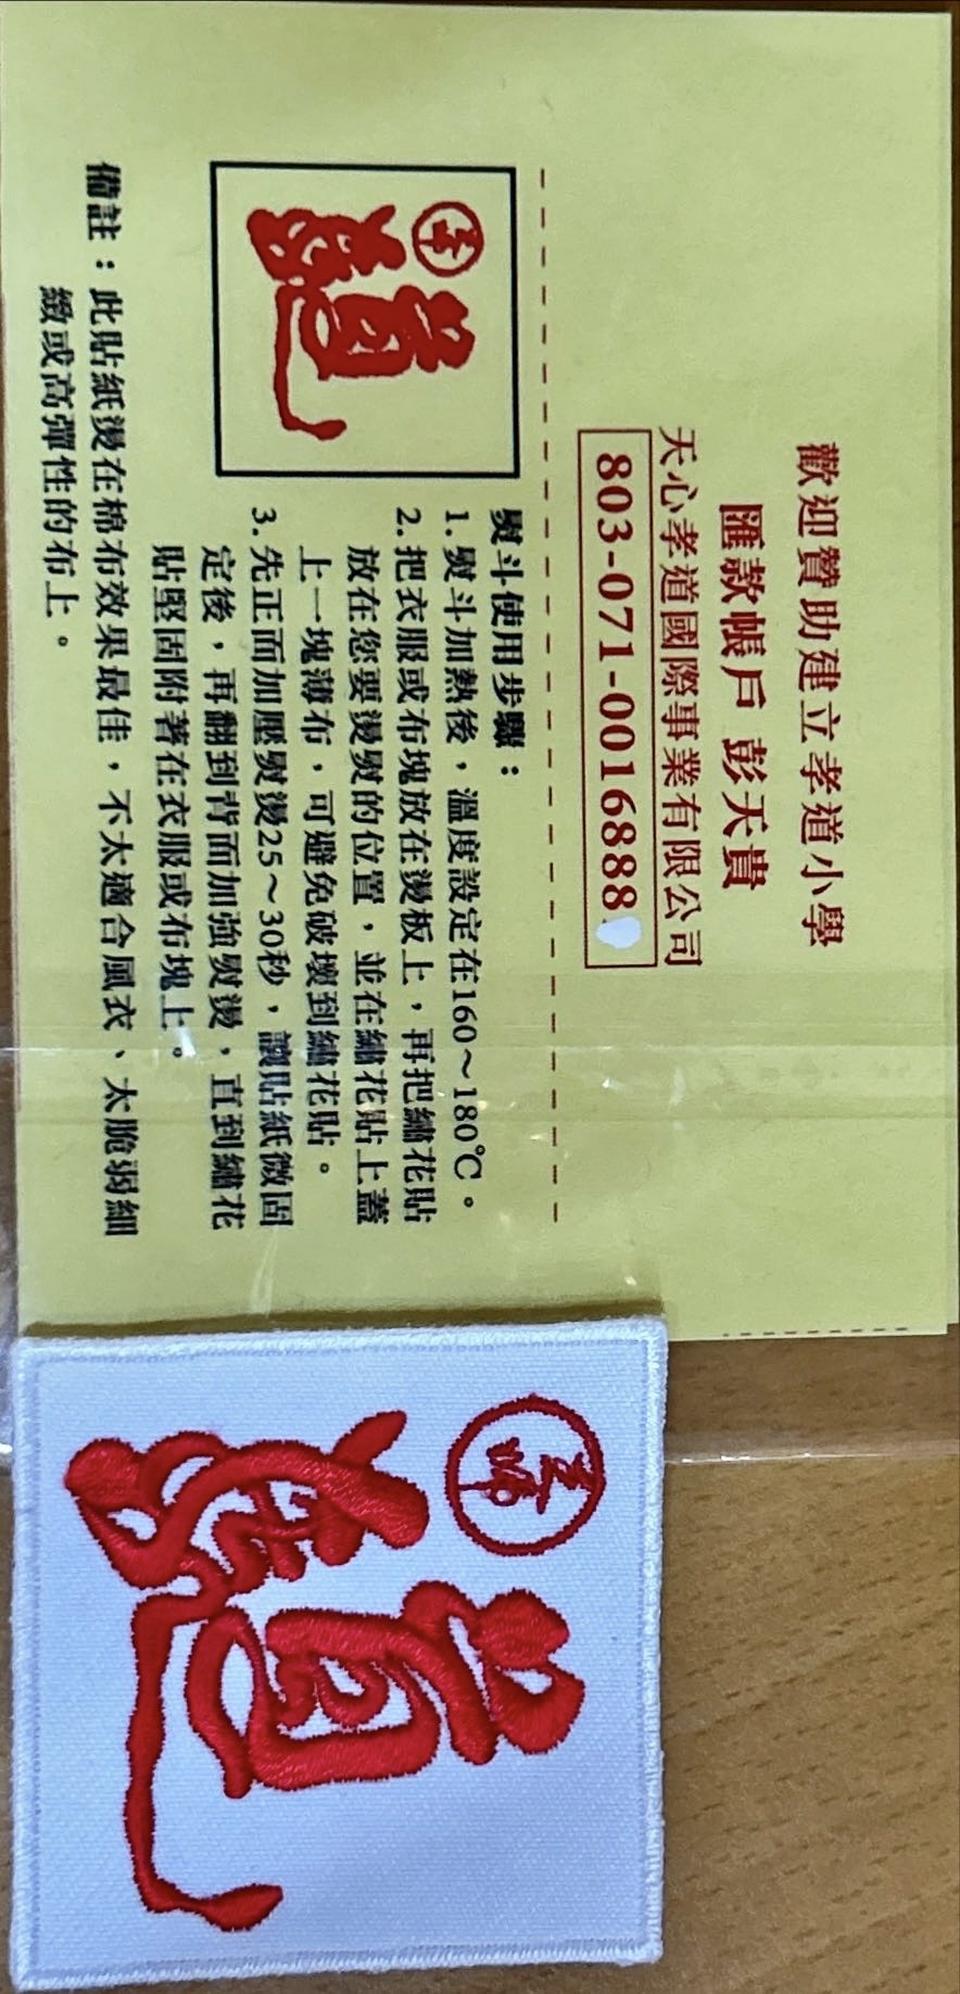 歡迎贊助建立孝道小學
匯款帳戶 彭天貴
天心孝道國際事業有限公司
803-071-0016888
熨斗使用步驟：
1.熨斗加熱後，溫度設定在160～180℃。
2.把衣服或布塊放在燙板上，再把繡花貼
放在您要燙熨的位置，並在繡花貼上蓋
上一塊薄布，可避免破壞到繡花貼。
3.先正面加壓熨燙25～30秒，讓貼紙微固
定後，再翻到背面加強熨燙，直到繡花
貼堅固附著在衣服或布塊上。
備註：此貼紙燙在棉布效果最佳，不太適合風衣、太脆弱細
緻或高彈性的布上。